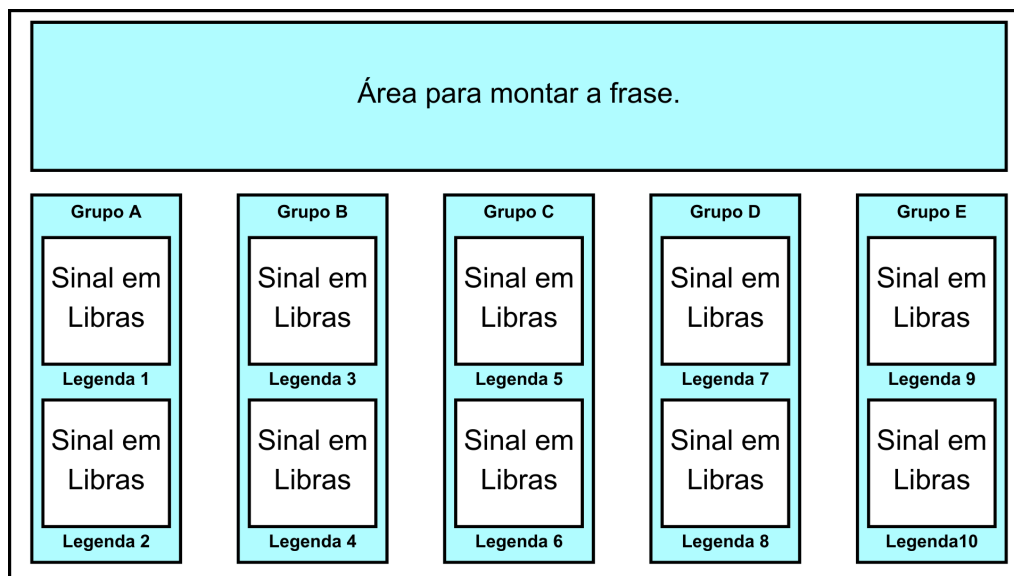 Área para montar a frase.
Grupo A
Grupo B
Grupo C
Grupo D
Grupo E
Sinal em
Libras
Sinal em
Libras
Sinal em
Libras
Sinal em
Libras
Sinal em
Libras
Legenda 1
Legenda 3
Legenda 5
Legenda 7
Legenda 9
Sinal em
Libras
Sinal em
Libras
Sinal em
Libras
Sinal em
Libras
Sinal em
Libras
Legenda 2
Legenda 4
Legenda 6
Legenda 8
Legenda10